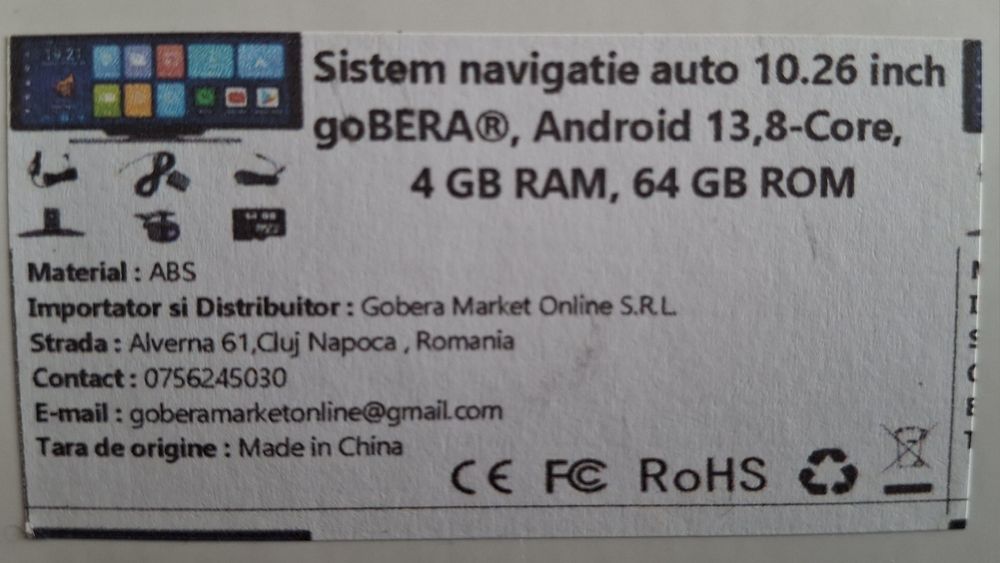 19:21
Sistem navigatie auto 10.26 inch
goBERA®, Android 13,8-Core,
4 GB RAM, 64 GB ROM
Material : ABS
Importator si Distribuitor : Gobera Market Online S.R.L
Strada : Alverna 61,Cluj Napoca , Romania
Contact : 0756245030
E-mail : goberamarketonline@gmail.com
Tara de origine : Made in China
CE FC RoHS